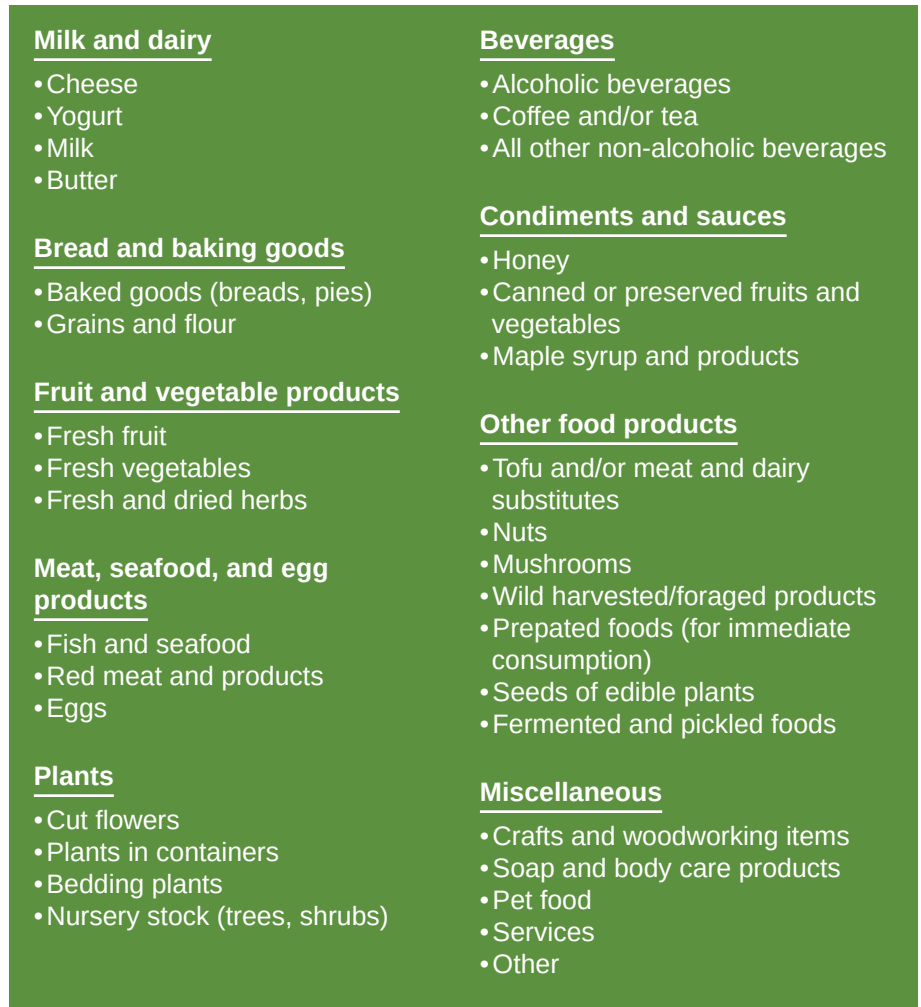 Milk and dairy
•Cheese
•Yogurt
•Milk
•Butter
Bread and baking goods
•Baked goods (breads, pies)
•Grains and flour
Fruit and vegetable products
•Fresh fruit
•Fresh vegetables
•Fresh and dried herbs
Meat, seafood, and egg
products
•Fish and seafood
•Red meat and products
•Eggs
Plants
•Cut flowers
•Plants in containers
•Bedding plants
•Nursery stock (trees, shrubs)
Beverages
•Alcoholic beverages
•Coffee and/or tea
•All other non-alcoholic beverages
Condiments and sauces
•Honey
•Canned or preserved fruits and
vegetables
•Maple syrup and products
Other food products
•Tofu and/or meat and dairy
substitutes
•Nuts
•Mushrooms
•Wild harvested/foraged products
•Prepated foods (for immediate
consumption)
•Seeds of edible plants
•Fermented and pickled foods
Miscellaneous
•Crafts and woodworking items
•Soap and body care products
•Pet food
•Services
•Other